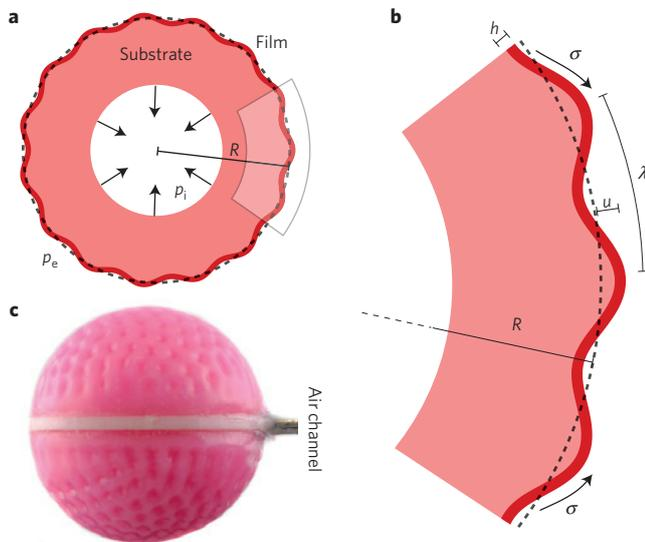 a
Film
Substrate
R
p_i
p_e
b
h
σ
λ
u
R
σ
c
Air channel